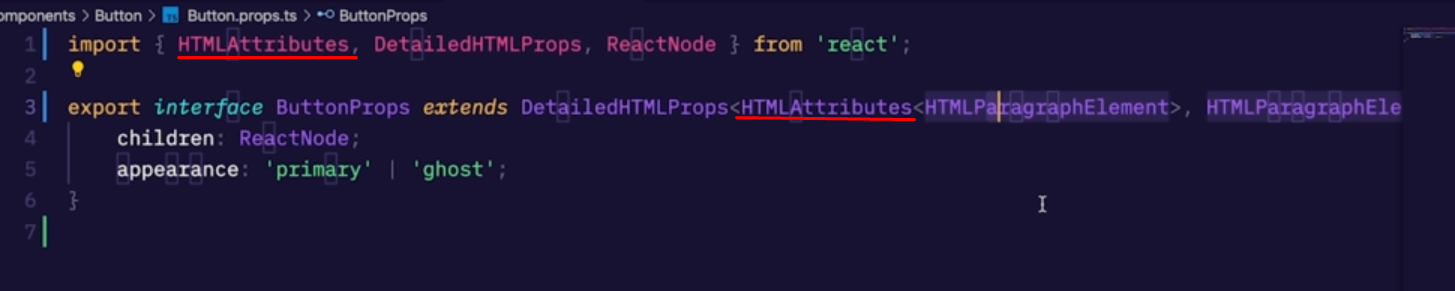 omponents > Button > TS Button.props.ts > ButtonProps
1 import { HTMLAttributes, DetailedHTMLProps, ReactNode } from 'react';
2
3 export interface ButtonProps extends DetailedHTMLProps<HTMLAttributes<HTMLParagraphElement>, HTMLParagraphEle
4 children: ReactNode;
5 appearance: 'primary' | 'ghost';
6 }
7